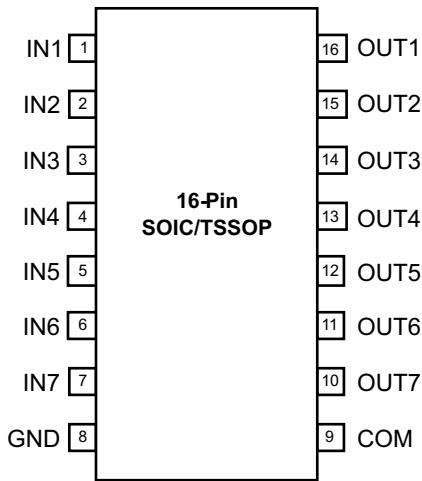 IN1 1 16 OUT1
IN2 2 15 OUT2
IN3 3 14 OUT3
16-Pin
SOIC/TSSOP
IN4 4 13 OUT4
IN5 5 12 OUT5
IN6 6 11 OUT6
IN7 7 10 OUT7
GND 8 9 COM